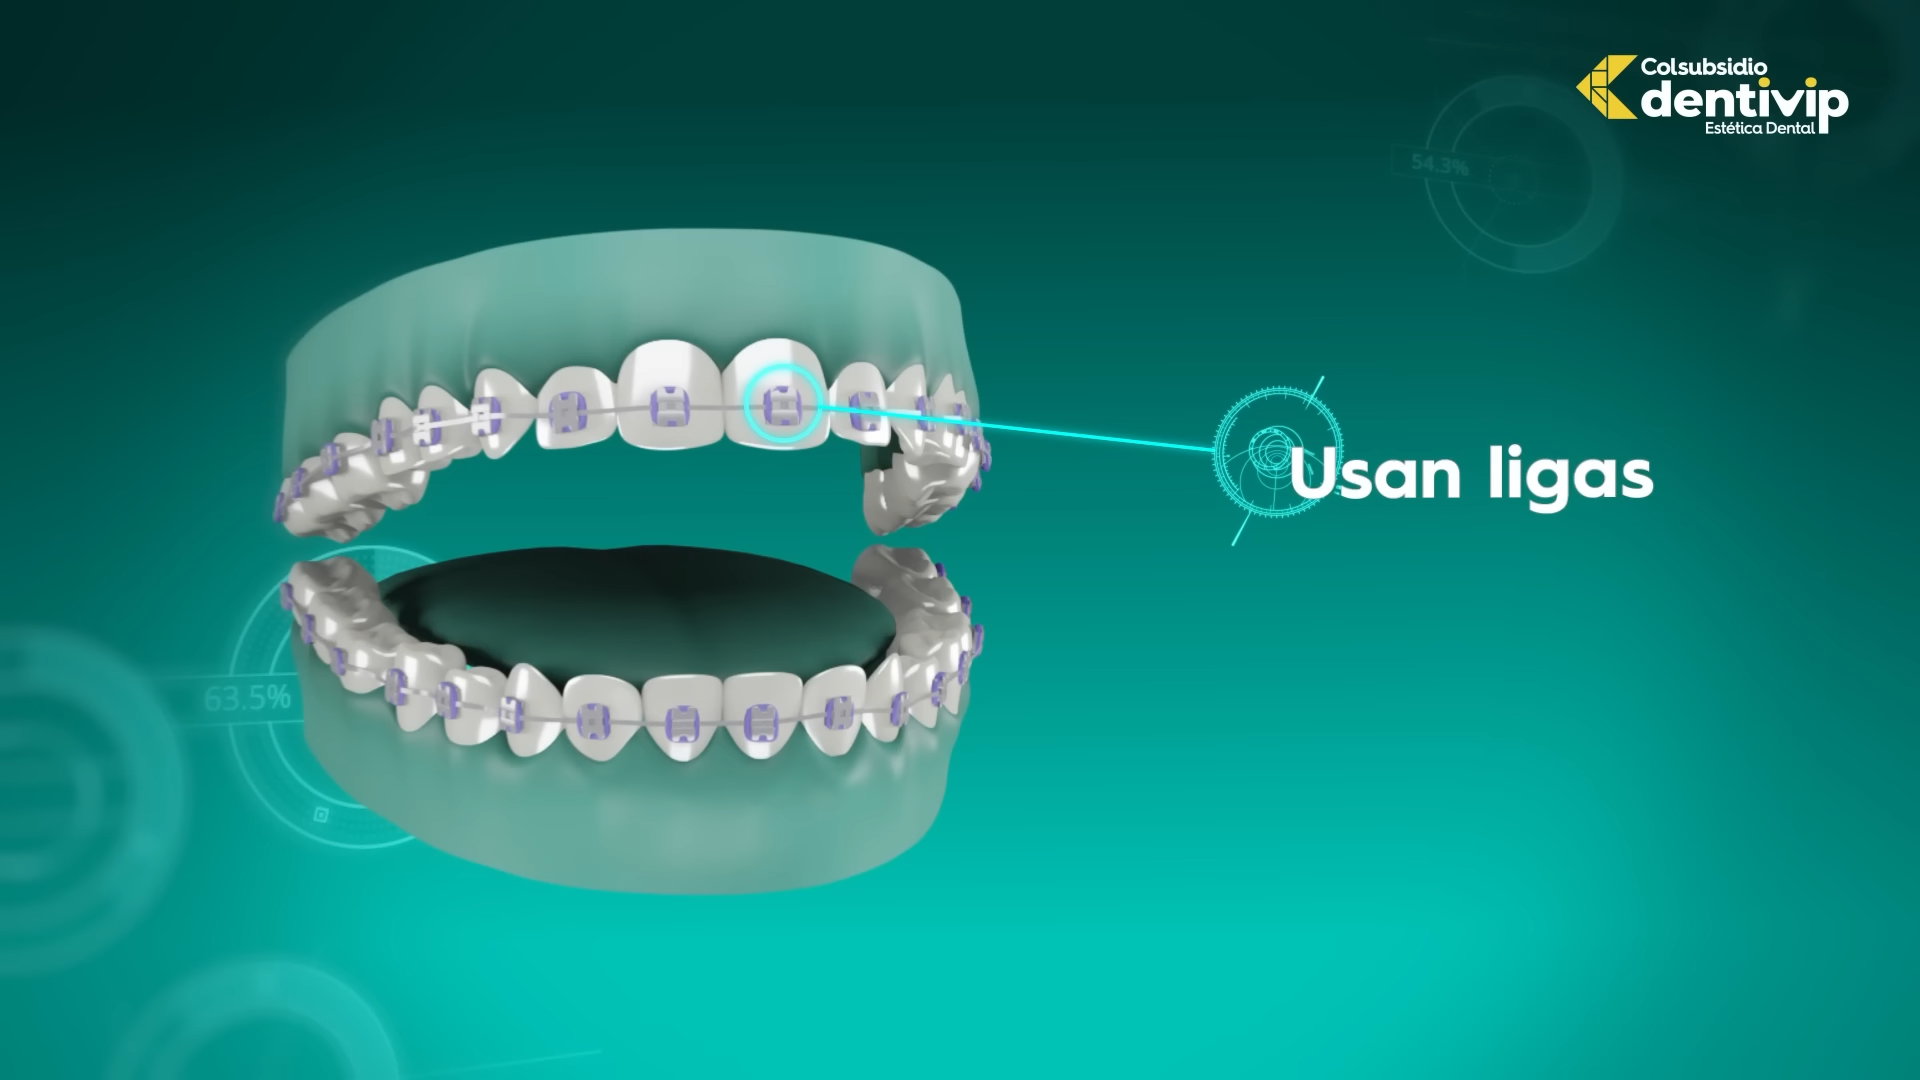 Colsubsidio
dentivip
Estética Dental
54.3%
Usan ligas
63.5%